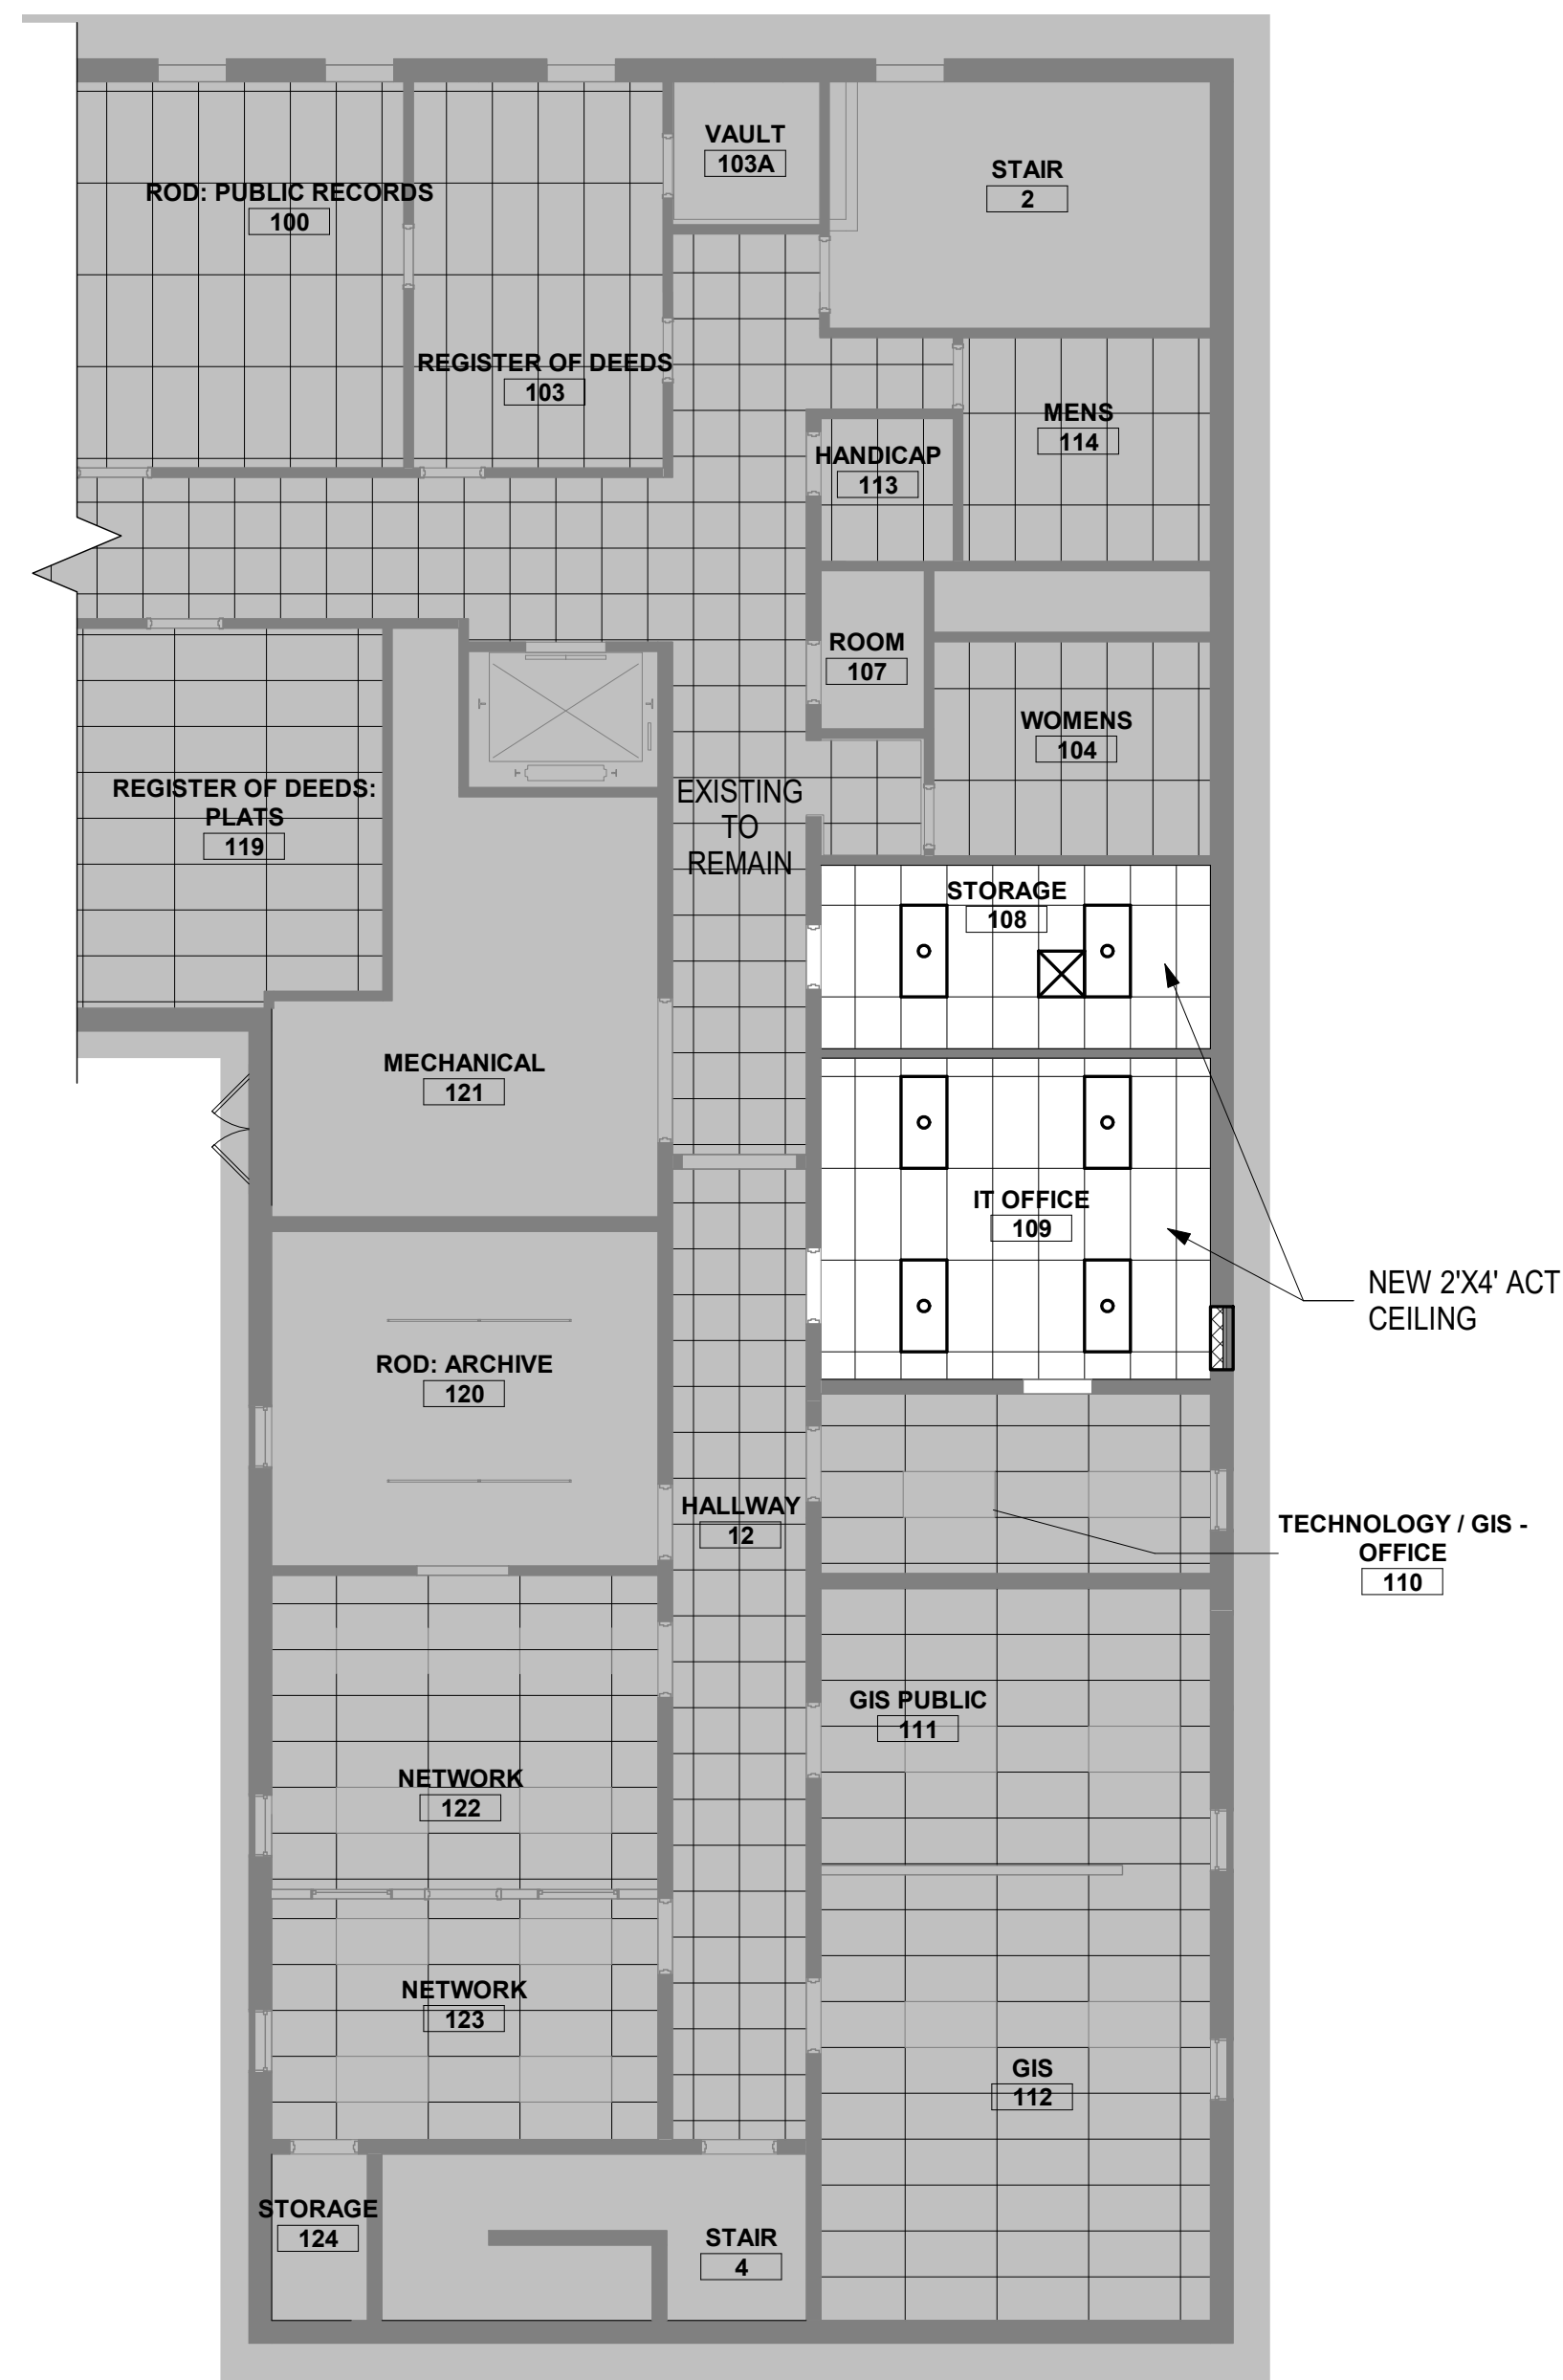 VAULT
103A
STAIR
2
ROD: PUBLIC RECORDS
100
REGISTER OF DEEDS
103
MENS
114
HANDICAP
113
ROOM
107
WOMENS
104
REGISTER OF DEEDS:
PLATS
119
EXISTING
TO
REMAIN
STORAGE
108
MECHANICAL
121
IT OFFICE
109
NEW 2'X4' ACT
CEILING
ROD: ARCHIVE
120
HALLWAY
12
TECHNOLOGY / GIS -
OFFICE
110
GIS PUBLIC
111
NETWORK
122
NETWORK
123
GIS
112
STORAGE
124
STAIR
4